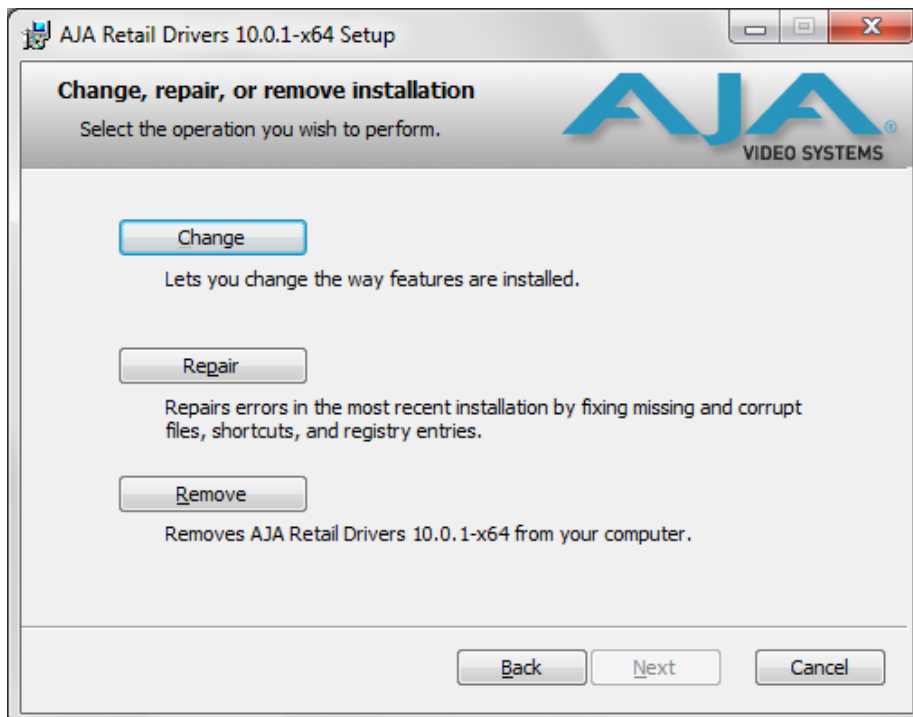 AJA Retail Drivers 10.0.1-x64 Setup
Change, repair, or remove installation
Select the operation you wish to perform.
AJA
®
VIDEO SYSTEMS
Change
Lets you change the way features are installed.
Repair
Repairs errors in the most recent installation by fixing missing and corrupt
files, shortcuts, and registry entries.
Remove
Removes AJA Retail Drivers 10.0.1-x64 from your computer.
Back
Next
Cancel